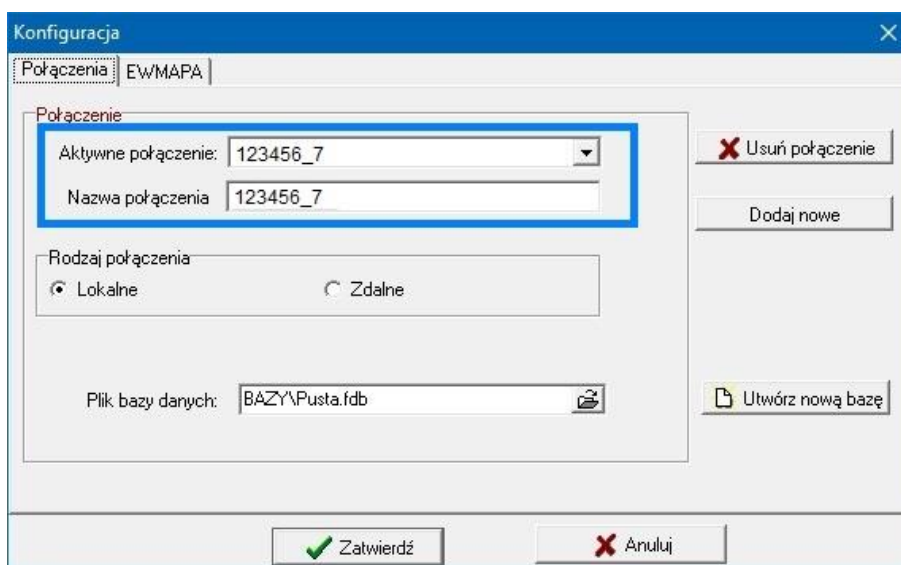 Konfiguracja
Połączenia
EWMAPA
Połączenie
Aktywne połączenie: 123456_7
Usuń połączenie
Nazwa połączenia 123456_7
Dodaj nowe
Rodzaj połączenia
Lokalne
Zdalne
Plik bazy danych: BAZY\Pusta.fdb
Utwórz nową bazę
Zatwierdź
Anuluj